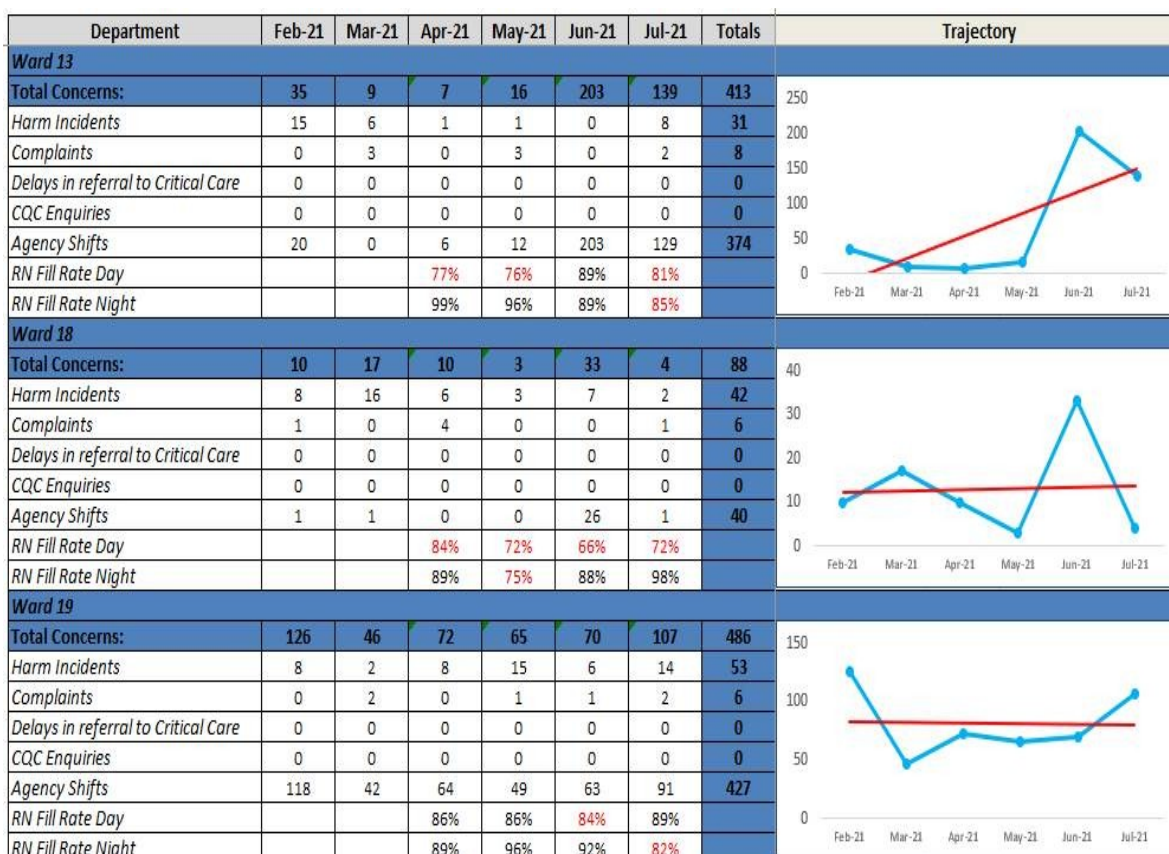 Department Feb-21 Mar-21 Apr-21 May-21 Jun-21 Jul-21 Totals Trajectory
Ward 13
Total Concerns: 35 9 7 16 203 139 413
Harm Incidents 15 6 1 1 0 8 31
Complaints 0 3 0 3 0 2 8
Delays in referral to Critical Care 0 0 0 0 0 0 0
CQC Enquiries 0 0 0 0 0 0 0
Agency Shifts 20 0 6 12 203 129 374
RN Fill Rate Day 77% 76% 89% 81%
RN Fill Rate Night 99% 96% 89% 85%
250
200
150
100
50
0
Feb-21 Mar-21 Apr-21 May-21 Jun-21 Jul-21
Ward 18
Total Concerns: 10 17 10 3 33 4 88
Harm Incidents 8 16 6 3 7 2 42
Complaints 1 0 4 0 0 1 6
Delays in referral to Critical Care 0 0 0 0 0 0 0
CQC Enquiries 0 0 0 0 0 0 0
Agency Shifts 1 1 0 0 26 1 40
RN Fill Rate Day 84% 72% 66% 72%
RN Fill Rate Night 89% 75% 88% 98%
40
30
20
10
0
Feb-21 Mar-21 Apr-21 May-21 Jun-21 Jul-21
Ward 19
Total Concerns: 126 46 72 65 70 107 486
Harm Incidents 8 2 8 15 6 14 53
Complaints 0 2 0 1 1 2 6
Delays in referral to Critical Care 0 0 0 0 0 0 0
CQC Enquiries 0 0 0 0 0 0 0
Agency Shifts 118 42 64 49 63 91 427
RN Fill Rate Day 86% 86% 84% 89%
RN Fill Rate Night 89% 96% 92% 82%
150
100
50
0
Feb-21 Mar-21 Apr-21 May-21 Jun-21 Jul-21